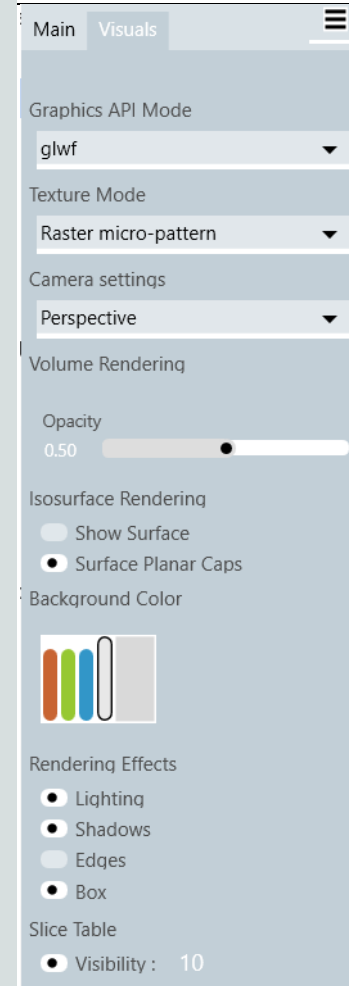 Main Visuals
Graphics API Mode
glwf
Texture Mode
Raster micro-pattern
Camera settings
Perspective
Volume Rendering
Opacity
0.50
Isosurface Rendering
Show Surface
Surface Planar Caps
Background Color
Rendering Effects
Lighting
Shadows
Edges
Box
Slice Table
Visibility : 10